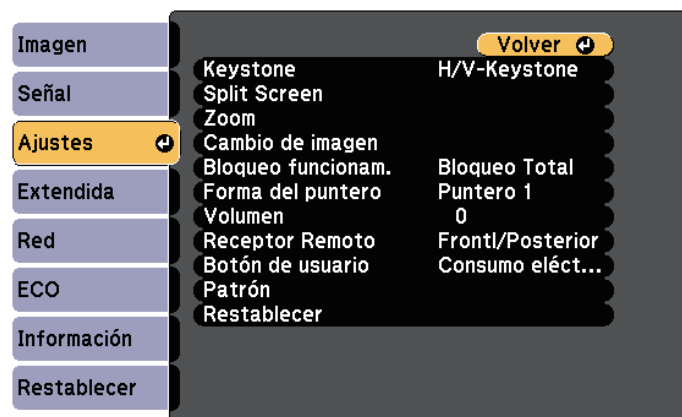 Imagen
Señal
Ajustes
Extendida
Red
ECO
Información
Restablecer
Volver
Keystone H/V-Keystone
Split Screen
Zoom
Cambio de imagen
Bloqueo funcionam. Bloqueo Total
Forma del puntero Puntero 1
Volumen 0
Receptor Remoto Frontl/Posterior
Botón de usuario Consumo eléct...
Patrón
Restablecer